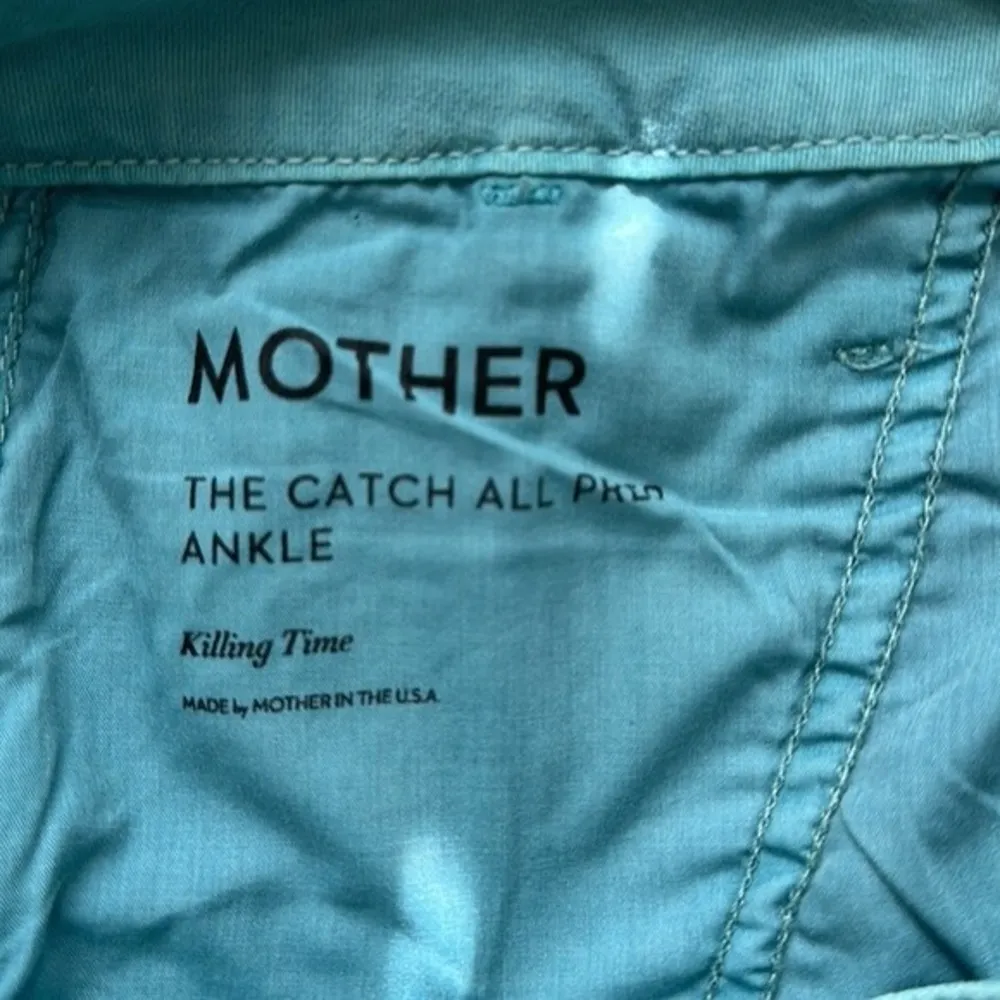 MOTHER
THE CATCH ALL
ANKLE
Killing Time
MADE by MOTHER IN THE U.S.A.